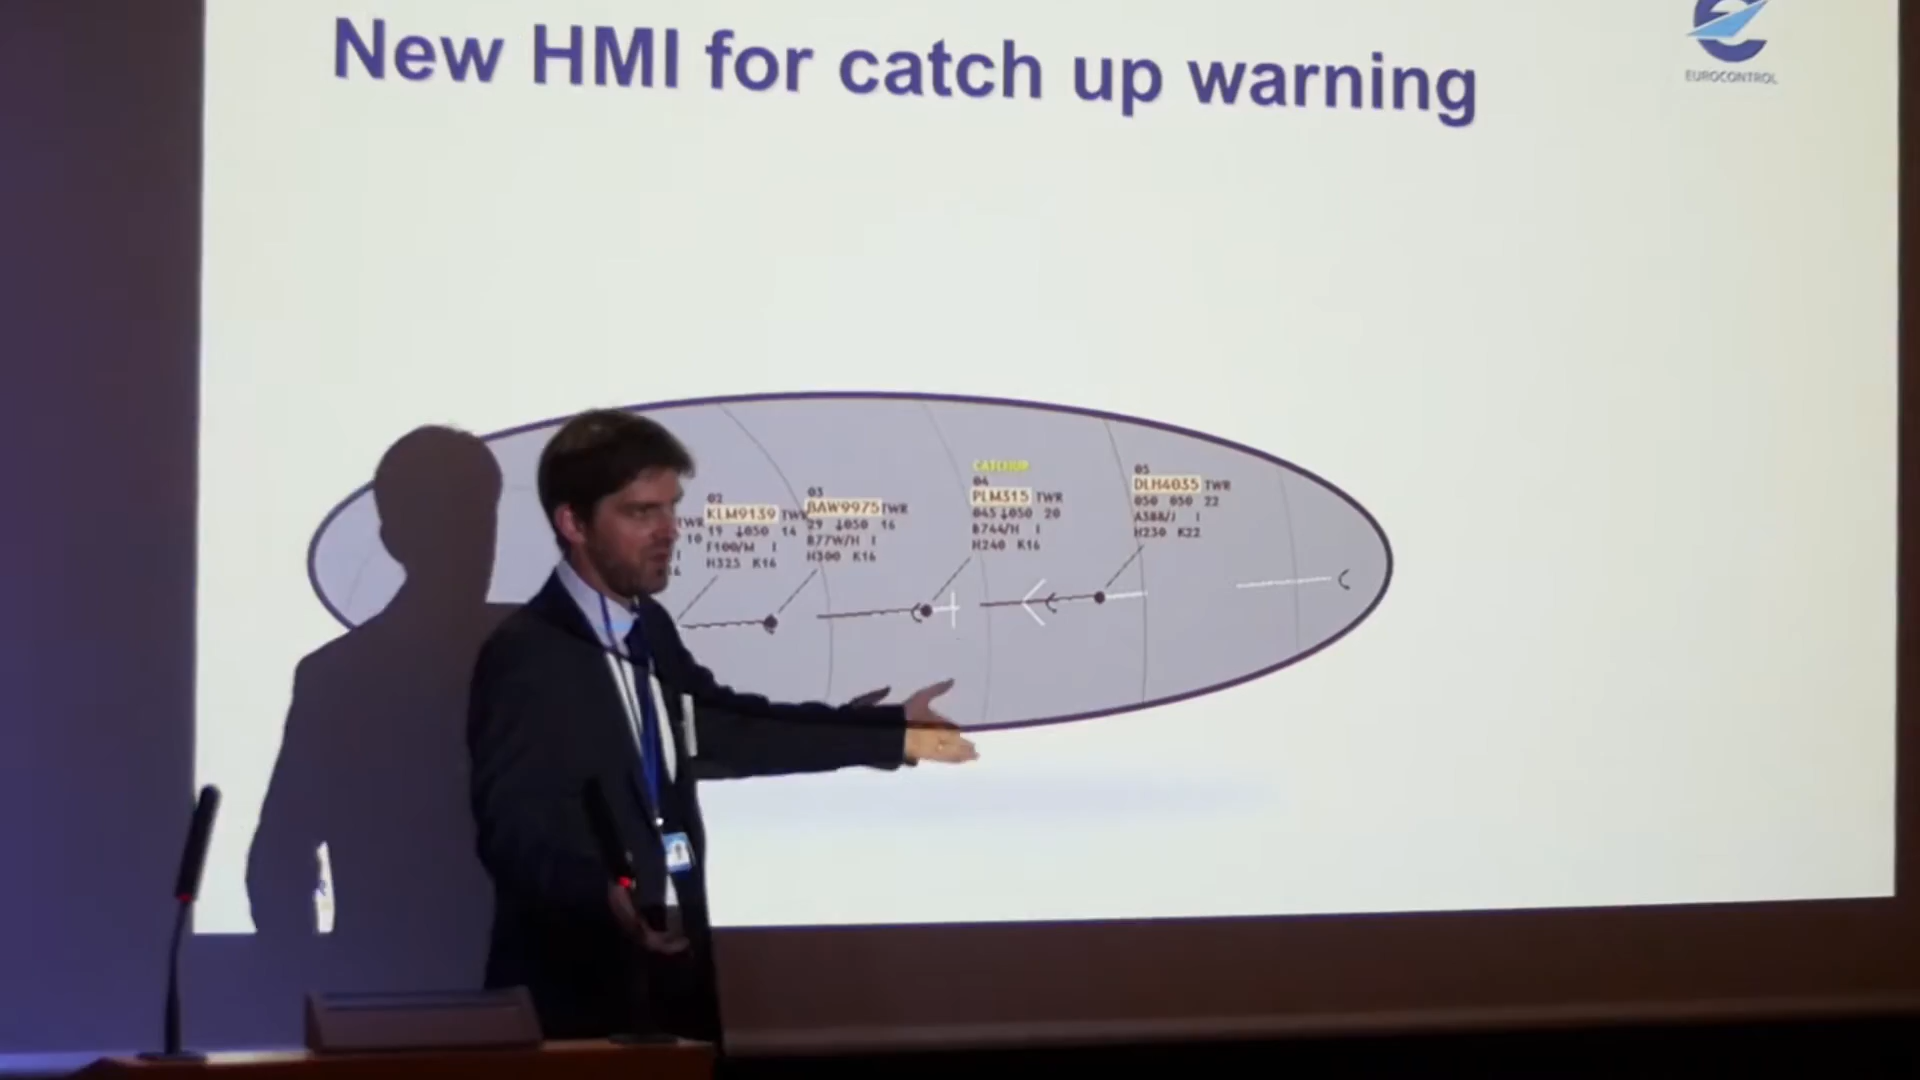 New HMI for catch up warning
EUROCONTROL
02
KLM9139 TWR
19 ↓050 14
F100/M I
H325 K16
TWR
10
I
03
BAW9975 TWR
29 ↓050 16
B77W/H I
H300 K16
CATCHUP
04
PLM315 TWR
045 ↓050 20
B744/H I
H240 K16
05
DLH4035 TWR
050 050 22
A388/J I
H230 K22